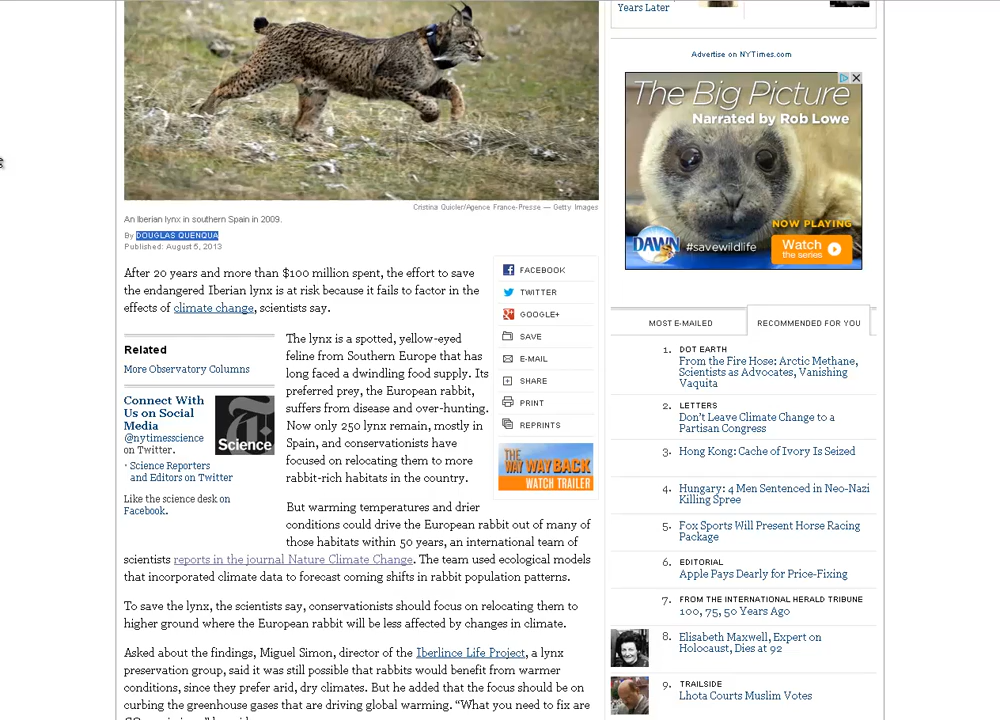 Years Later
Advertise on NYTimes.com
The Big Picture
Narrated by Rob Lowe
NOW PLAYING
DAWN
#savewildlife
Watch
the series
Cristina Quicler/Agence France-Presse — Getty Images
An Iberian lynx in southern Spain in 2009.
By DOUGLAS QUENQUA
Published: August 5, 2013
After 20 years and more than $100 million spent, the effort to save
the endangered Iberian lynx is at risk because it fails to factor in the
effects of climate change, scientists say.
FACEBOOK
TWITTER
GOOGLE+
SAVE
E-MAIL
SHARE
PRINT
REPRINTS
THE
WAY WAY BACK
WATCH TRAILER
Related
More Observatory Columns
Connect With
Us on Social
Media
@nytimesscience
on Twitter.
· Science Reporters
and Editors on Twitter
Like the science desk on
Facebook.
T
Science
The lynx is a spotted, yellow-eyed
feline from Southern Europe that has
long faced a dwindling food supply. Its
preferred prey, the European rabbit,
suffers from disease and over-hunting.
Now only 250 lynx remain, mostly in
Spain, and conservationists have
focused on relocating them to more
rabbit-rich habitats in the country.
But warming temperatures and drier
conditions could drive the European rabbit out of many of
those habitats within 50 years, an international team of
scientists reports in the journal Nature Climate Change. The team used ecological models
that incorporated climate data to forecast coming shifts in rabbit population patterns.
To save the lynx, the scientists say, conservationists should focus on relocating them to
higher ground where the European rabbit will be less affected by changes in climate.
Asked about the findings, Miguel Simon, director of the Iberlince Life Project, a lynx
preservation group, said it was still possible that rabbits would benefit from warmer
conditions, since they prefer arid, dry climates. But he added that the focus should be on
curbing the greenhouse gases that are driving global warming. “What you need to fix are
MOST E-MAILED
RECOMMENDED FOR YOU
1. DOT EARTH
From the Fire Hose: Arctic Methane,
Scientists as Advocates, Vanishing
Vaquita
2. LETTERS
Don't Leave Climate Change to a
Partisan Congress
3. Hong Kong: Cache of Ivory Is Seized
4. Hungary: 4 Men Sentenced in Neo-Nazi
Killing Spree
5. Fox Sports Will Present Horse Racing
Package
6. EDITORIAL
Apple Pays Dearly for Price-Fixing
7. FROM THE INTERNATIONAL HERALD TRIBUNE
100, 75, 50 Years Ago
8. Elisabeth Maxwell, Expert on
Holocaust, Dies at 92
9. TRAILSIDE
Lhota Courts Muslim Votes